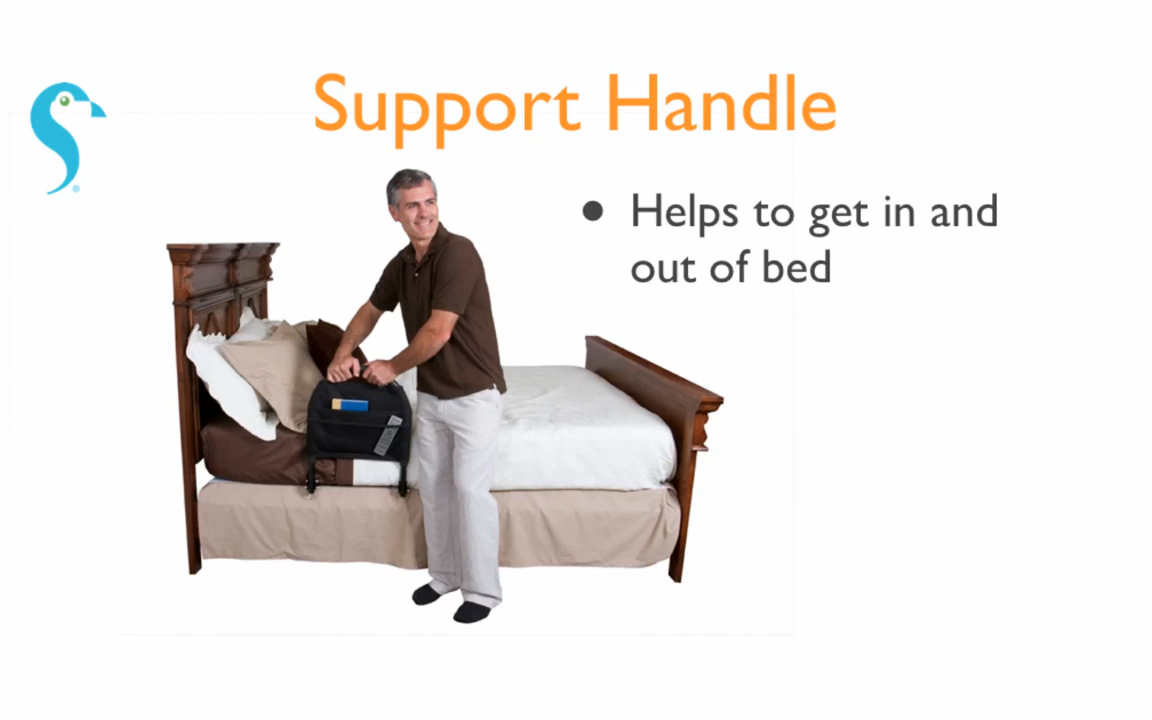 Support Handle
• Helps to get in and
out of bed
®